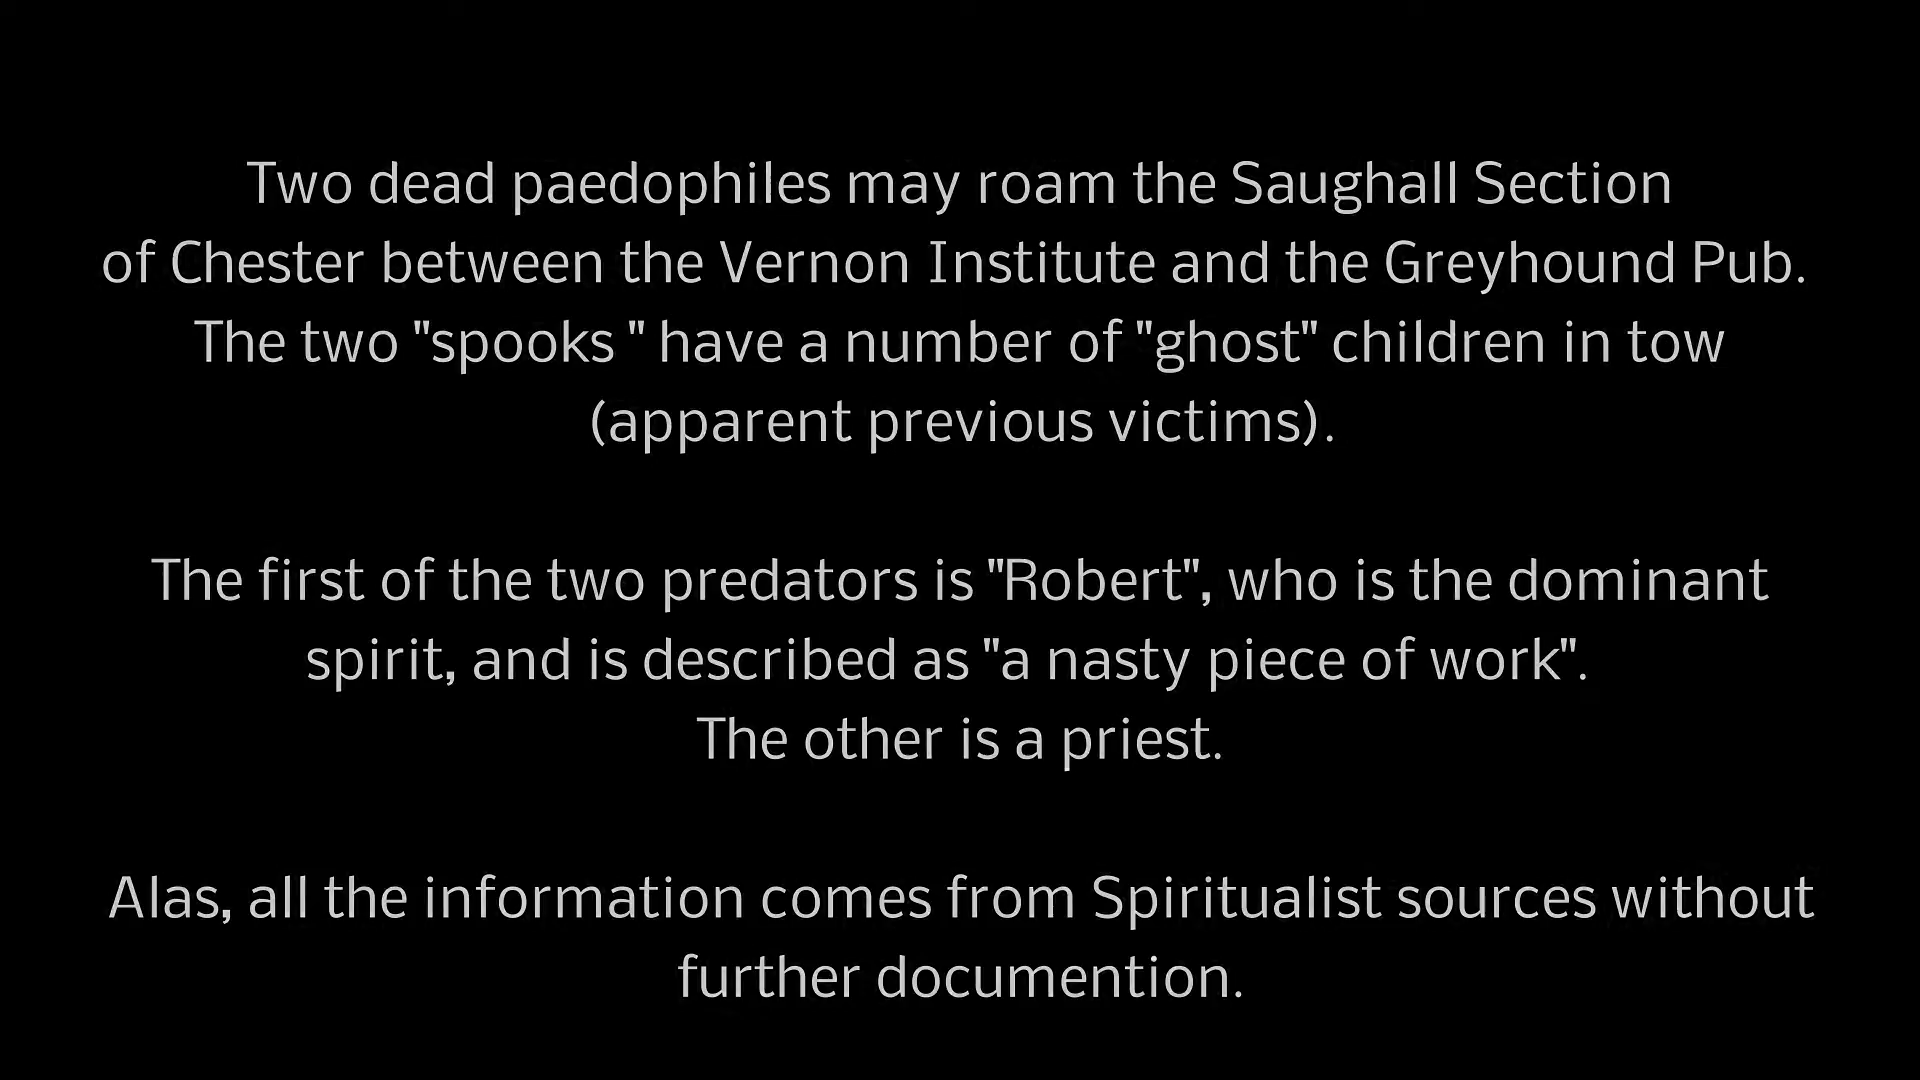 Two dead paedophiles may roam the Saughall Section
of Chester between the Vernon Institute and the Greyhound Pub.
The two "spooks " have a number of "ghost" children in tow
(apparent previous victims).
The first of the two predators is "Robert", who is the dominant
spirit, and is described as "a nasty piece of work".
The other is a priest.
Alas, all the information comes from Spiritualist sources without
further documention.